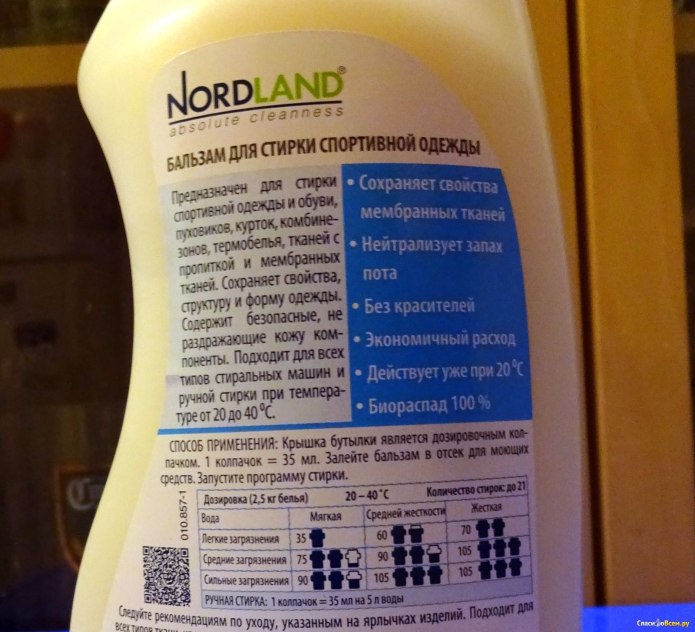 NORDLAND®
absolute cleanness
БАЛЬЗАМ ДЛЯ СТИРКИ СПОРТИВНОЙ ОДЕЖДЫ
Предназначен для стирки
спортивной одежды и обуви,
пуховиков, курток, комбине-
зонов, термобелья, тканей с
пропиткой и мембранных
тканей. Сохраняет свойства,
структуру и форму одежды.
Содержит безопасные, не
раздражающие кожу ком-
поненты. Подходит для всех
типов стиральных машин и
ручной стирки при темпера-
туре от 20 до 40 °C.
• Сохраняет свойства
мембранных тканей
• Нейтрализует запах
пота
• Без красителей
• Экономичный расход
• Действует уже при 20 °C
• Биораспад 100 %
СПОСОБ ПРИМЕНЕНИЯ: Крышка бутылки является дозировочным кол-
пачком. 1 колпачок = 35 мл. Залейте бальзам в отсек для моющих
средств. Запустите программу стирки.
010.857-1
Дозировка (2,5 кг белья) 20 – 40 °C Количество стирок: до 21
Вода Мягкая Средней жесткости Жесткая
Легкие загрязнения 35 60 70
Средние загрязнения 75 90 105
Сильные загрязнения 90 105 105
РУЧНАЯ СТИРКА: 1 колпачок = 35 мл на 5 л воды
Следуйте рекомендациям по уходу, указанным на ярлычках изделий. Подходит для
всех типов
СпасибоВсем.ру